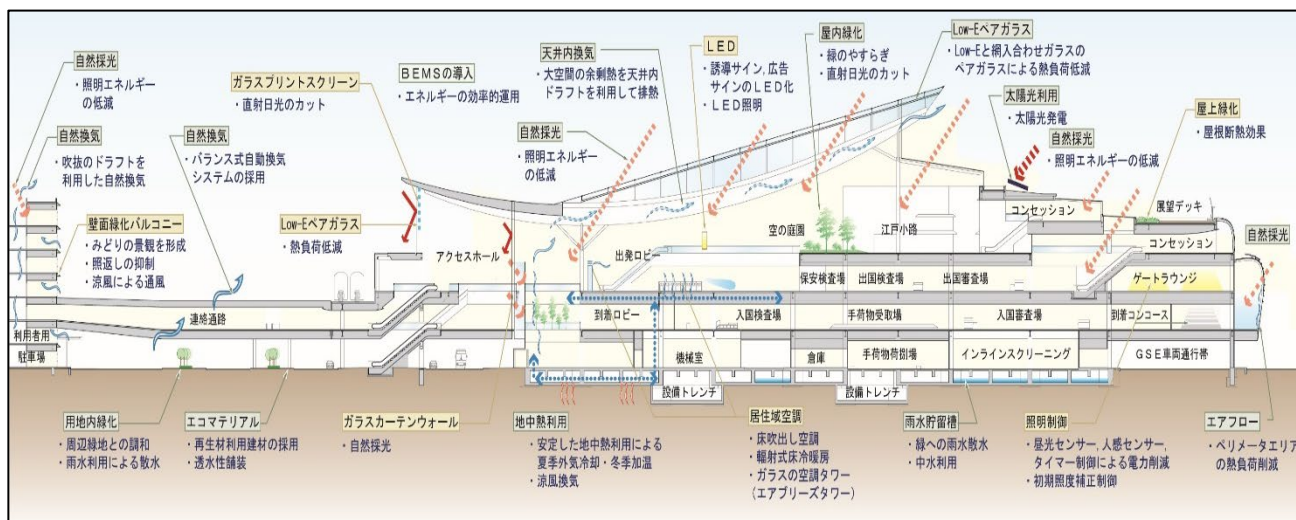 自然採光
・照明エネルギー
の低減
自然換気
・吹抜のドラフトを
利用した自然換気
壁面緑化バルコニー
・みどりの景観を形成
・照返しの抑制
・涼風による通風
自然換気
・バランス式自動換気
システムの採用
ガラスプリントスクリーン
・直射日光のカット
Low-Eペアガラス
・熱負荷低減
BEMSの導入
・エネルギーの効率的運用
天井内換気
・大空間の余剰熱を天井内
ドラフトを利用して排熱
自然採光
・照明エネルギー
の低減
LED
・誘導サイン,広告
サインのLED化
・LED照明
屋内緑化
・緑のやすらぎ
・直射日光のカット
Low-Eペアガラス
・Low-Eと網入合わせガラスの
ペアガラスによる熱負荷低減
太陽光利用
・太陽光発電
自然採光
・照明エネルギーの低減
屋上緑化
・屋根断熱効果
展望デッキ
自然採光
コンセッション
コンセッション
アクセスホール
出発ロビー
空の庭園
江戸小路
保安検査場
出国検査場
出国審査場
ゲートラウンジ
連絡通路
到着ロビー
入国検査場
手荷物受取場
入国審査場
到着コンコース
利用者用
駐車場
機械室
倉庫
手荷物荷捌場
インラインスクリーニング
GSE車両通行帯
設備トレンチ
設備トレンチ
用地内緑化
・周辺緑地との調和
・雨水利用による散水
エコマテリアル
・再生材利用建材の採用
・透水性舗装
ガラスカーテンウォール
・自然採光
地中熱利用
・安定した地中熱利用による
夏季外気冷却・冬季加温
・涼風換気
居住域空調
・床吹出し空調
・輻射式床冷暖房
・ガラスの空調タワー
(エアブリーズタワー)
雨水貯留槽
・緑への雨水散水
・中水利用
照明制御
・昼光センサー,人感センサー,
タイマー制御による電力削減
・初期照度補正制御
エアフロー
・ペリメータエリア
の熱負荷削減